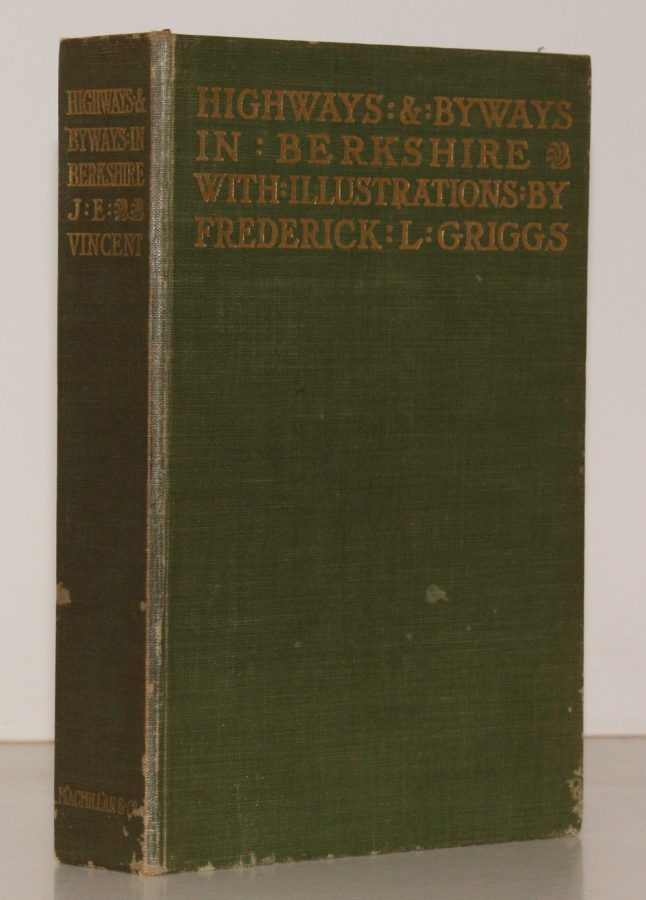 HIGHWAYS &
BYWAYS IN
BERKSHIRE
J : E :
VINCENT
MACMILLAN & Co
HIGHWAYS : & : BYWAYS
IN : BERKSHIRE
WITH : ILLUSTRATIONS : BY
FREDERICK : L : GRIGGS